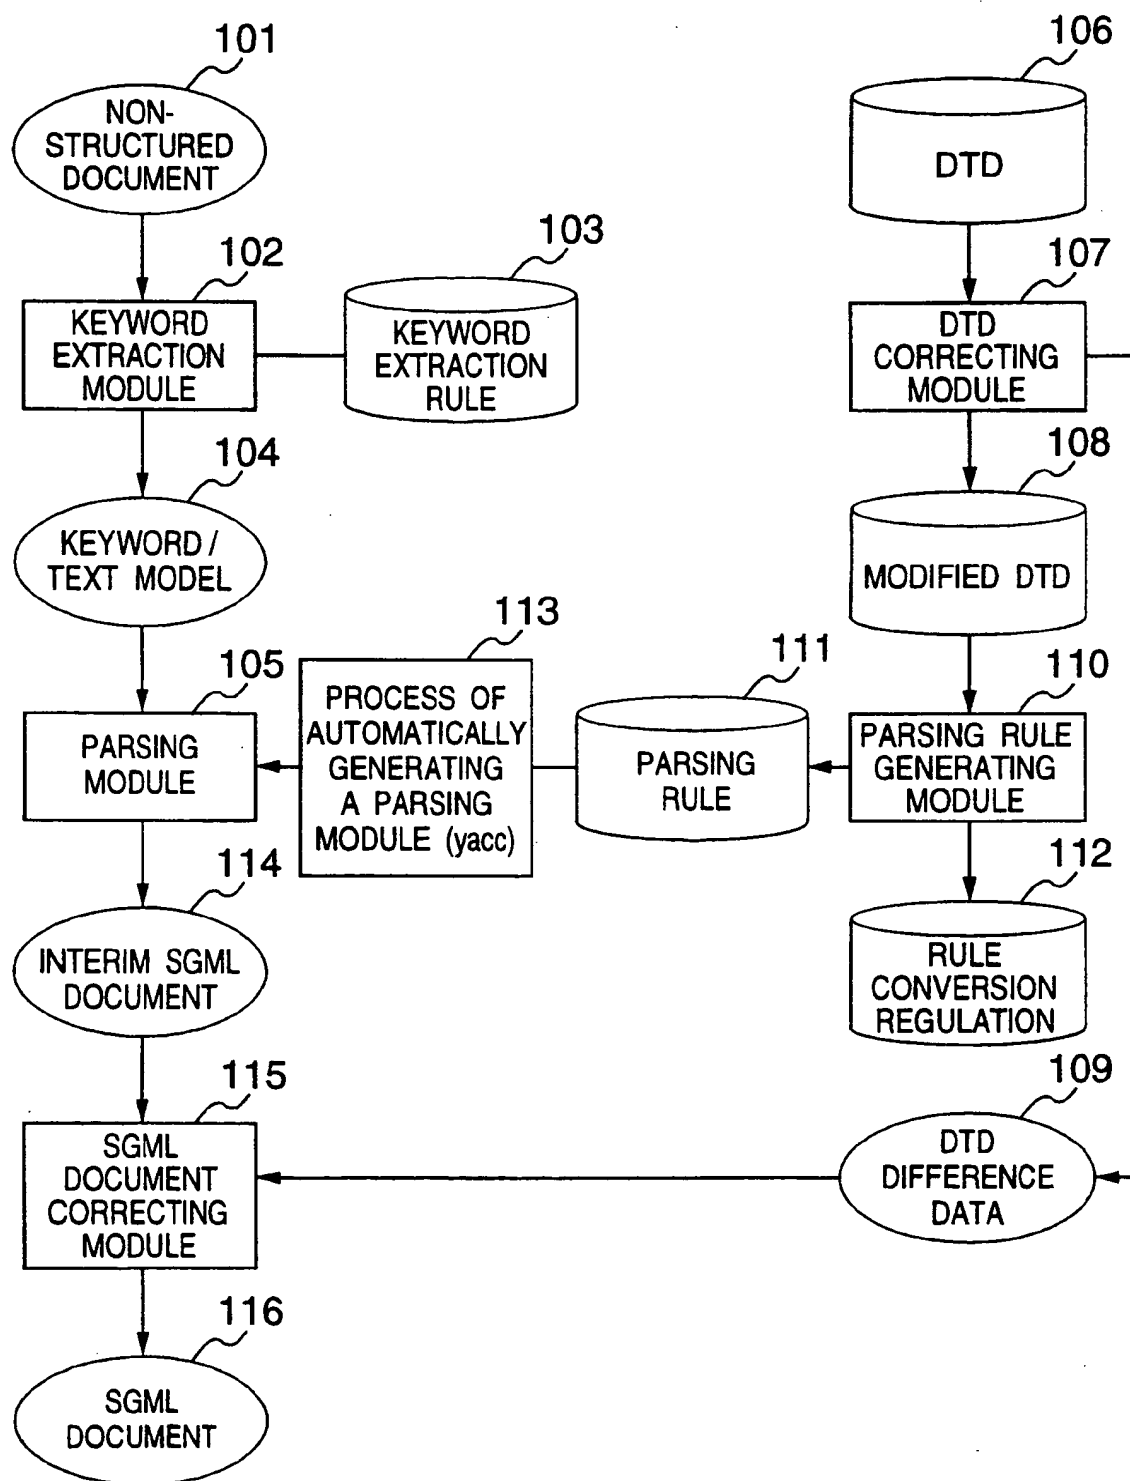 101
NON-
STRUCTURED
DOCUMENT
102
KEYWORD
EXTRACTION
MODULE
103
KEYWORD
EXTRACTION
RULE
104
KEYWORD /
TEXT MODEL
105
PARSING
MODULE
113
PROCESS OF
AUTOMATICALLY
GENERATING
A PARSING
MODULE (yacc)
111
PARSING
RULE
106
DTD
107
DTD
CORRECTING
MODULE
108
MODIFIED DTD
110
PARSING RULE
GENERATING
MODULE
112
RULE
CONVERSION
REGULATION
114
INTERIM SGML
DOCUMENT
115
SGML
DOCUMENT
CORRECTING
MODULE
109
DTD
DIFFERENCE
DATA
116
SGML
DOCUMENT